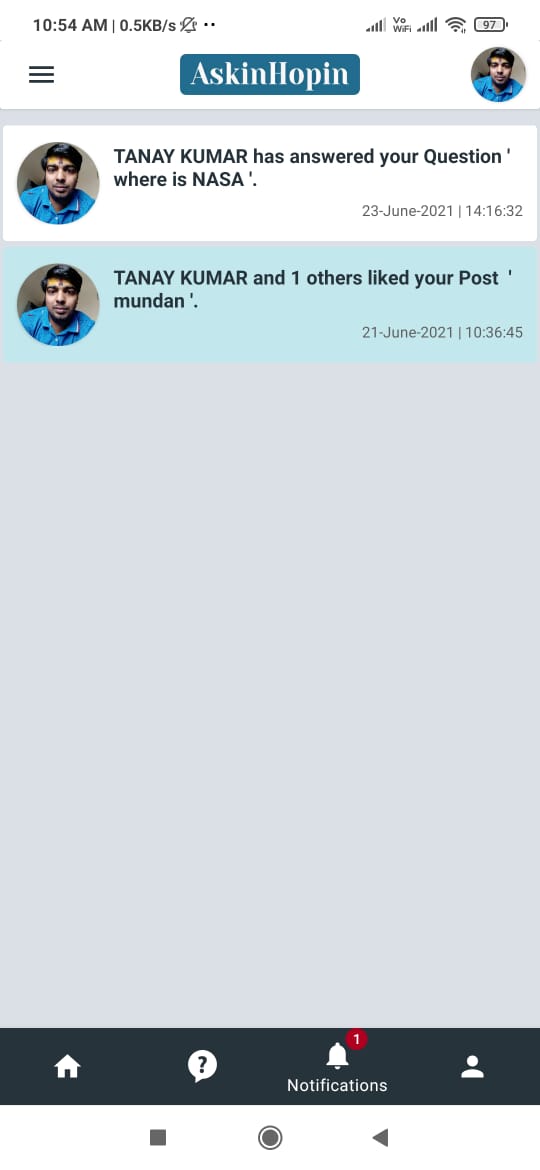 10:54 AM | 0.5KB/s
Vo
WiFi
97
AskinHopin
TANAY KUMAR has answered your Question '
where is NASA '.
23-June-2021 | 14:16:32
TANAY KUMAR and 1 others liked your Post  '
mundan '.
21-June-2021 | 10:36:45
?
1
Notifications